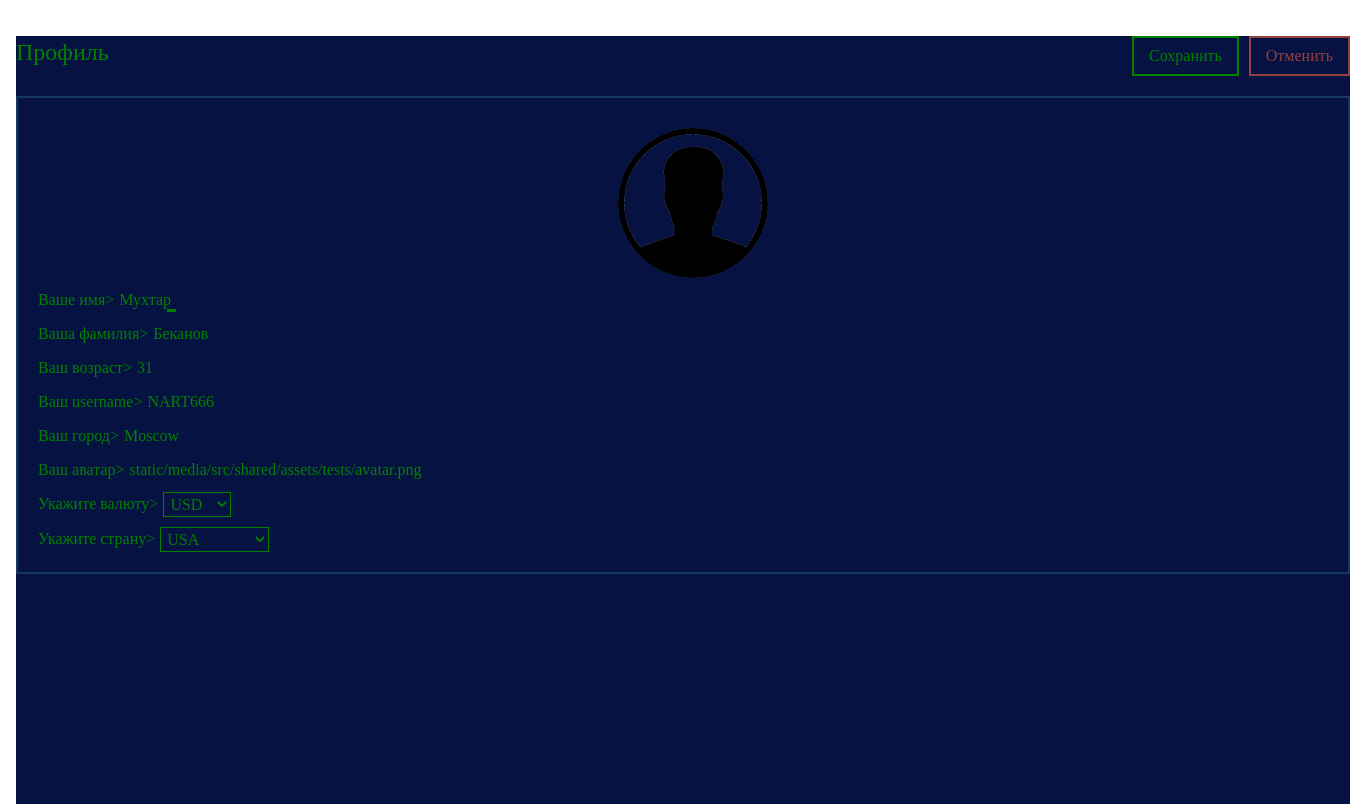 Профиль
Сохранить
Отменить
Ваше имя> Мухтар
Ваша фамилия> Беканов
Ваш возраст> 31
Ваш username> NART666
Ваш город> Moscow
Ваш аватар> static/media/src/shared/assets/tests/avatar.png
Укажите валюту> USD
Укажите страну> USA